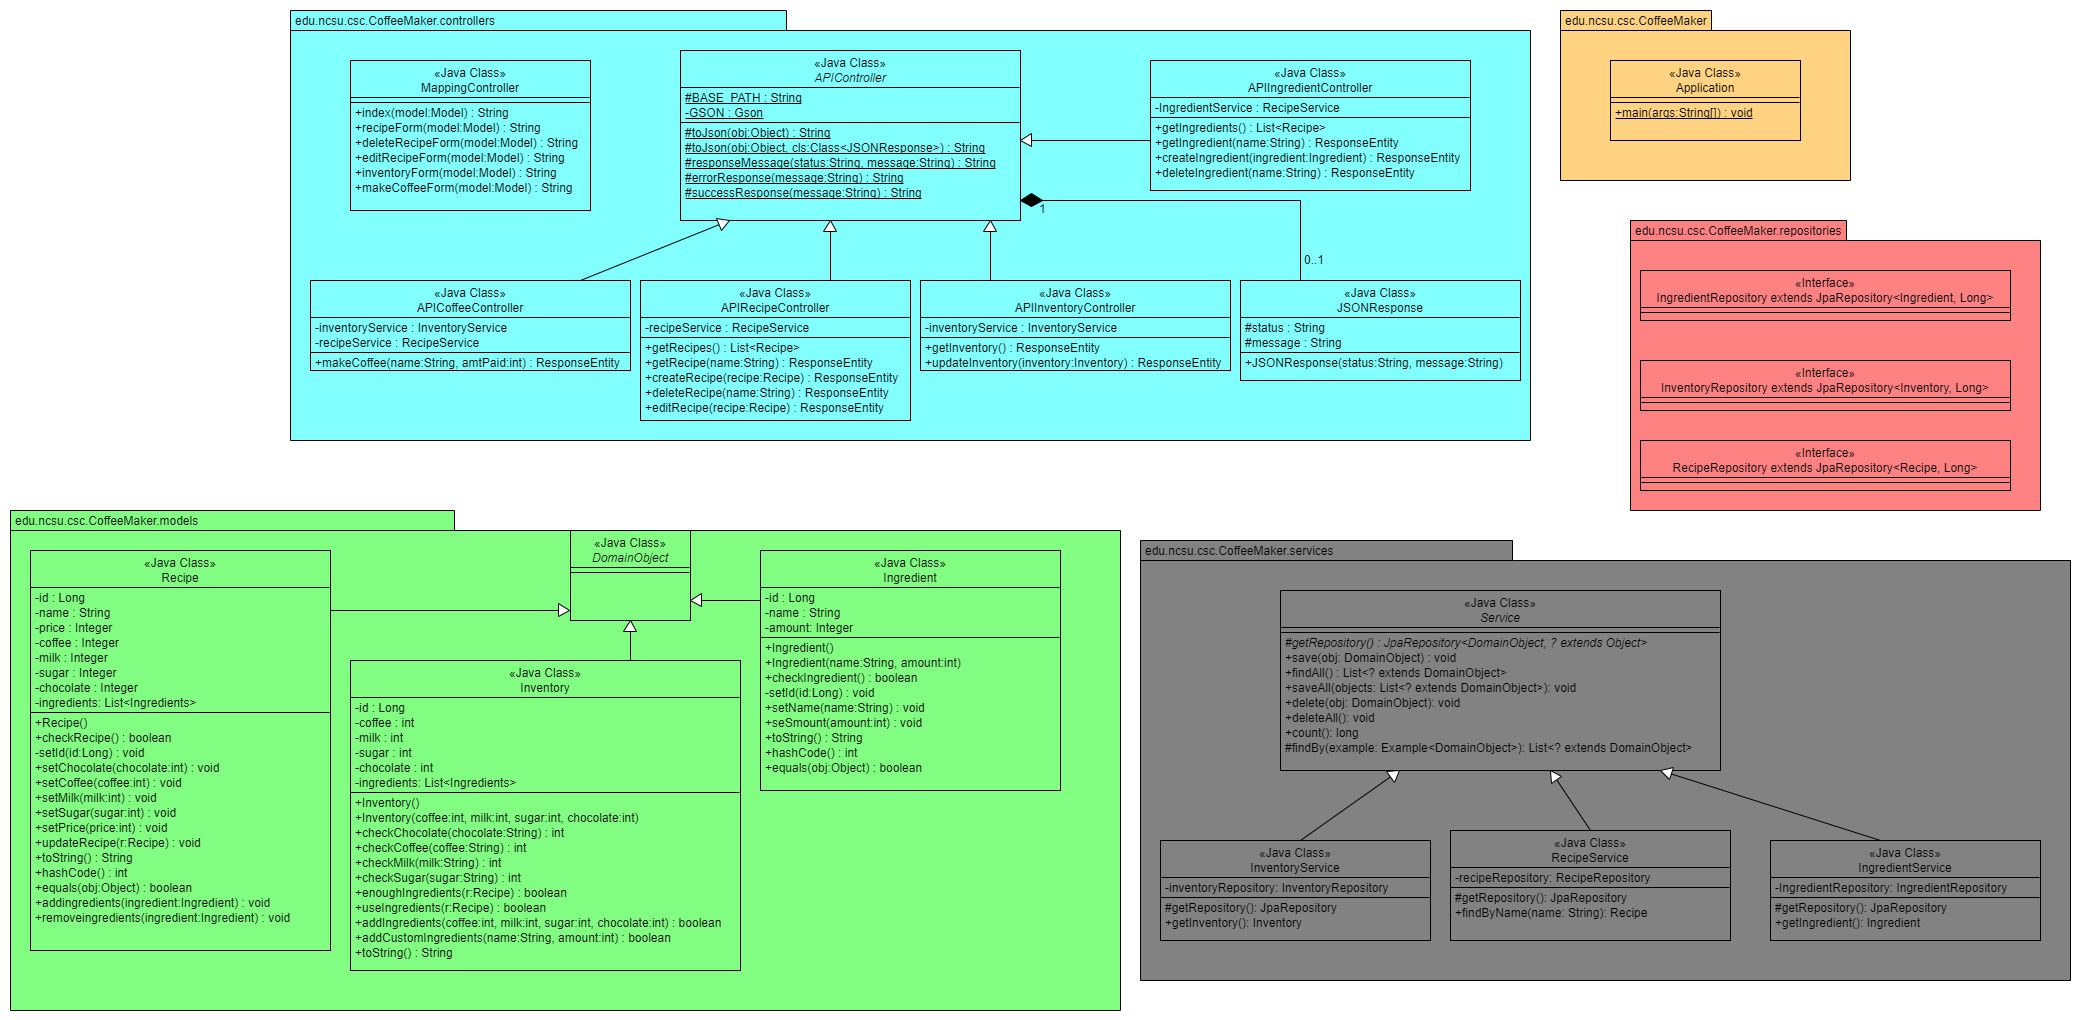 edu.ncsu.csc.CoffeeMaker.controllers
«Java Class»
MappingController
+index(model:Model) : String
+recipeForm(model:Model) : String
+deleteRecipeForm(model:Model) : String
+editRecipeForm(model:Model) : String
+inventoryForm(model:Model) : String
+makeCoffeeForm(model:Model) : String
«Java Class»
APIController
#BASE_PATH : String
-GSON : Gson
#toJson(obj:Object) : String
#toJson(obj:Object, cls:Class<JSONResponse>) : String
#responseMessage(status:String, message:String) : String
#errorResponse(message:String) : String
#successResponse(message:String) : String
«Java Class»
APIIngredientController
-IngredientService : RecipeService
+getIngredients() : List<Recipe>
+getIngredient(name:String) : ResponseEntity
+createIngredient(ingredient:Ingredient) : ResponseEntity
+deleteIngredient(name:String) : ResponseEntity
1
0..1
«Java Class»
APICoffeeController
-inventoryService : InventoryService
-recipeService : RecipeService
+makeCoffee(name:String, amtPaid:int) : ResponseEntity
«Java Class»
APIRecipeController
-recipeService : RecipeService
+getRecipes() : List<Recipe>
+getRecipe(name:String) : ResponseEntity
+createRecipe(recipe:Recipe) : ResponseEntity
+deleteRecipe(name:String) : ResponseEntity
+editRecipe(recipe:Recipe) : ResponseEntity
«Java Class»
APIInventoryController
-inventoryService : InventoryService
+getInventory() : ResponseEntity
+updateInventory(inventory:Inventory) : ResponseEntity
«Java Class»
JSONResponse
#status : String
#message : String
+JSONResponse(status:String, message:String)
edu.ncsu.csc.CoffeeMaker
«Java Class»
Application
+main(args:String[]) : void
edu.ncsu.csc.CoffeeMaker.repositories
«Interface»
IngredientRepository extends JpaRepository<Ingredient, Long>
«Interface»
InventoryRepository extends JpaRepository<Inventory, Long>
«Interface»
RecipeRepository extends JpaRepository<Recipe, Long>
edu.ncsu.csc.CoffeeMaker.models
«Java Class»
Recipe
-id : Long
-name : String
-price : Integer
-coffee : Integer
-milk : Integer
-sugar : Integer
-chocolate : Integer
-ingredients: List<Ingredients>
+Recipe()
+checkRecipe() : boolean
-setId(id:Long) : void
+setChocolate(chocolate:int) : void
+setCoffee(coffee:int) : void
+setMilk(milk:int) : void
+setSugar(sugar:int) : void
+setPrice(price:int) : void
+updateRecipe(r:Recipe) : void
+toString() : String
+hashCode() : int
+equals(obj:Object) : boolean
+addingredients(ingredient:Ingredient) : void
+removeingredients(ingredient:Ingredient) : void
«Java Class»
DomainObject
«Java Class»
Inventory
-id : Long
-coffee : int
-milk : int
-sugar : int
-chocolate : int
-ingredients: List<Ingredients>
+Inventory()
+Inventory(coffee:int, milk:int, sugar:int, chocolate:int)
+checkChocolate(chocolate:String) : int
+checkCoffee(coffee:String) : int
+checkMilk(milk:String) : int
+checkSugar(sugar:String) : int
+enoughIngredients(r:Recipe) : boolean
+useIngredients(r:Recipe) : boolean
+addIngredients(coffee:int, milk:int, sugar:int, chocolate:int) : boolean
+addCustomIngredients(name:String, amount:int) : boolean
+toString() : String
«Java Class»
Ingredient
-id : Long
-name : String
-amount: Integer
+Ingredient()
+Ingredient(name:String, amount:int)
+checkIngredient() : boolean
-setId(id:Long) : void
+setName(name:String) : void
+seSmount(amount:int) : void
+toString() : String
+hashCode() : int
+equals(obj:Object) : boolean
edu.ncsu.csc.CoffeeMaker.services
«Java Class»
Service
#getRepository() : JpaRepository<DomainObject, ? extends Object>
+save(obj: DomainObject) : void
+findAll() : List<? extends DomainObject>
+saveAll(objects: List<? extends DomainObject>): void
+delete(obj: DomainObject): void
+deleteAll(): void
+count(): long
#findBy(example: Example<DomainObject>): List<? extends DomainObject>
«Java Class»
InventoryService
-inventoryRepository: InventoryRepository
#getRepository(): JpaRepository
+getInventory(): Inventory
«Java Class»
RecipeService
-recipeRepository: RecipeRepository
#getRepository(): JpaRepository
+findByName(name: String): Recipe
«Java Class»
IngredientService
-IngredientRepository: IngredientRepository
#getRepository(): JpaRepository
+getIngredient(): Ingredient